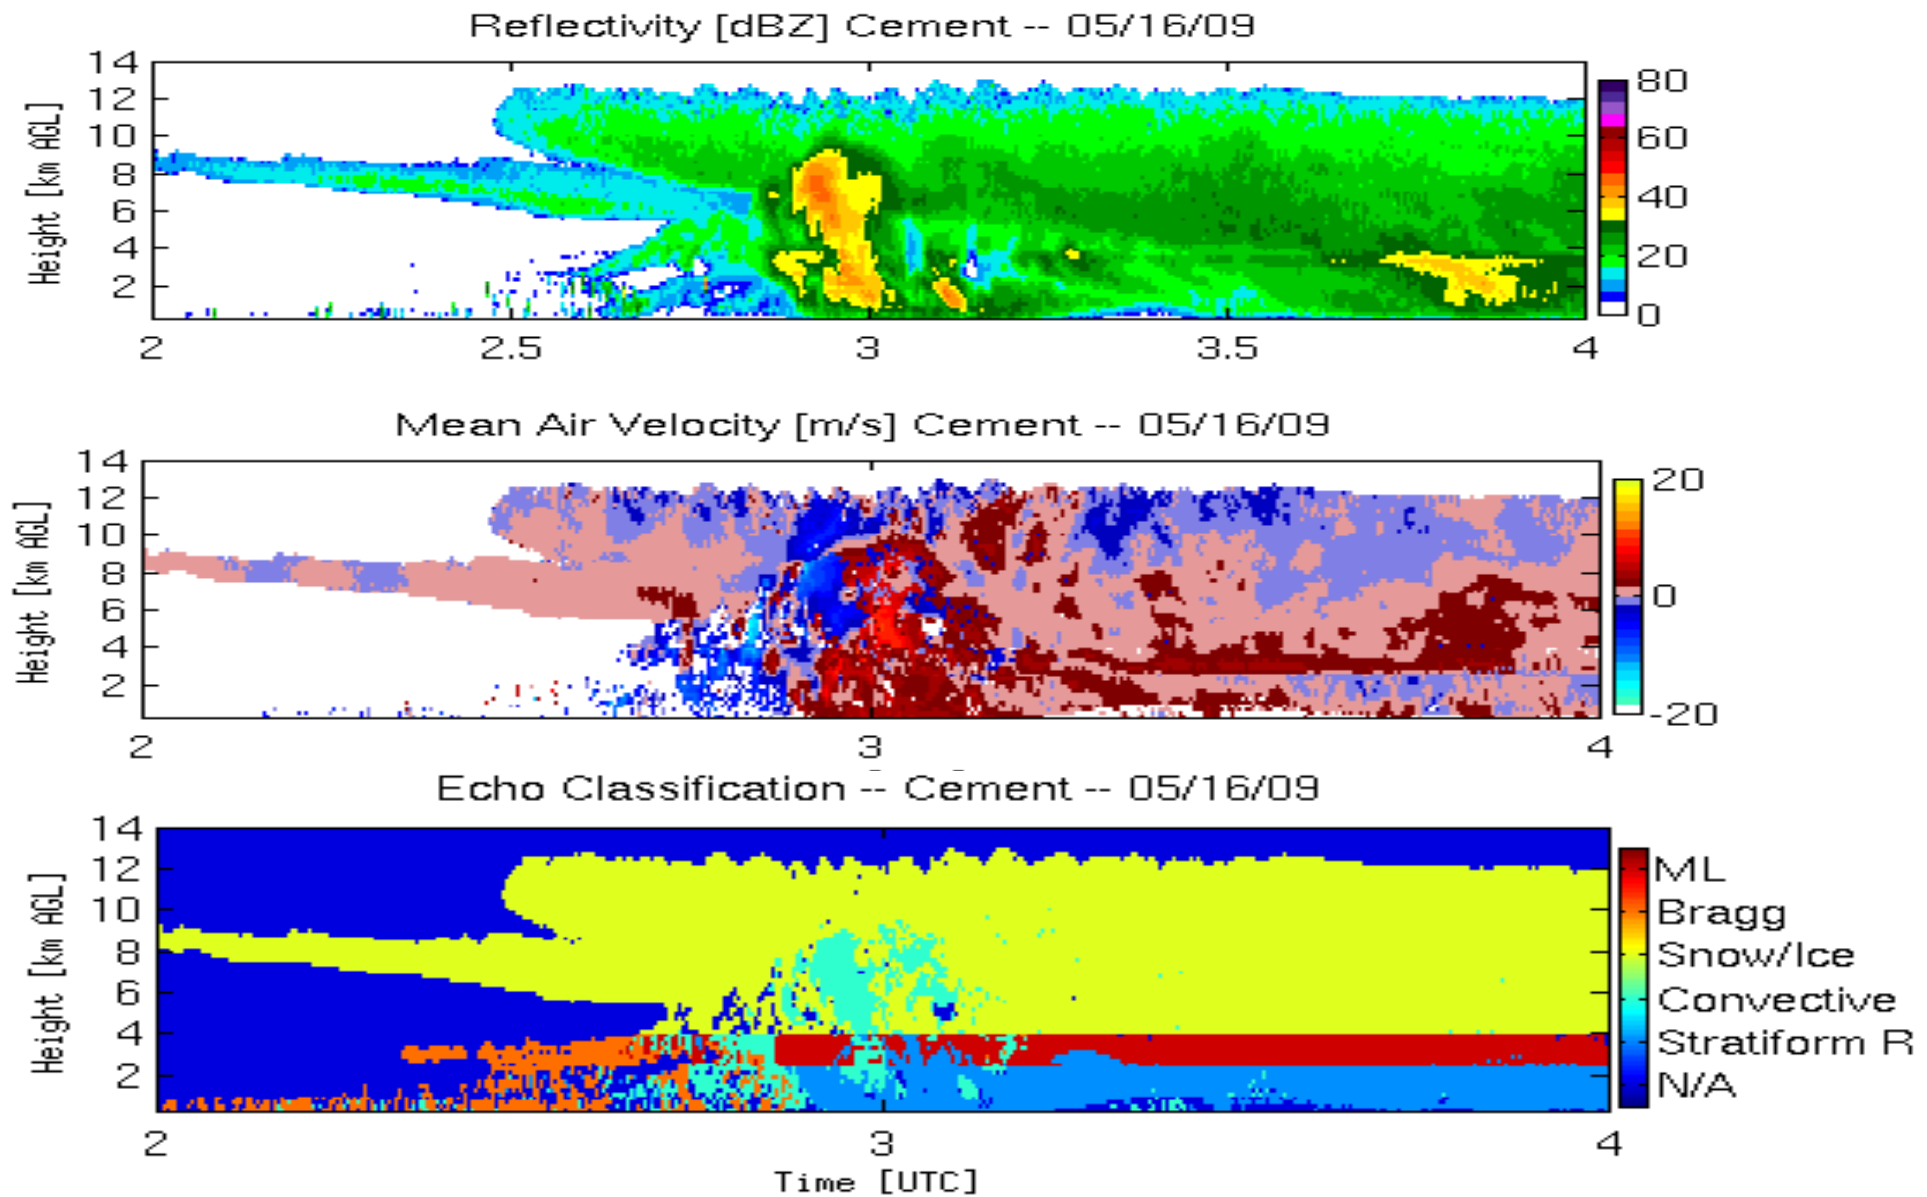 Reflectivity [dBZ] Cement -- 05/16/09
14
12
10
8
6
4
2
Height [km AGL]
2 2.5 3 3.5 4
80
60
40
20
0
Mean Air Velocity [m/s] Cement -- 05/16/09
14
12
10
8
6
4
2
Height [km AGL]
2 3 4
20
0
-20
Echo Classification -- Cement -- 05/16/09
14
12
10
8
6
4
2
Height [km AGL]
2 3 4
Time [UTC]
ML
Bragg
Snow/Ice
Convective
Stratiform R
N/A